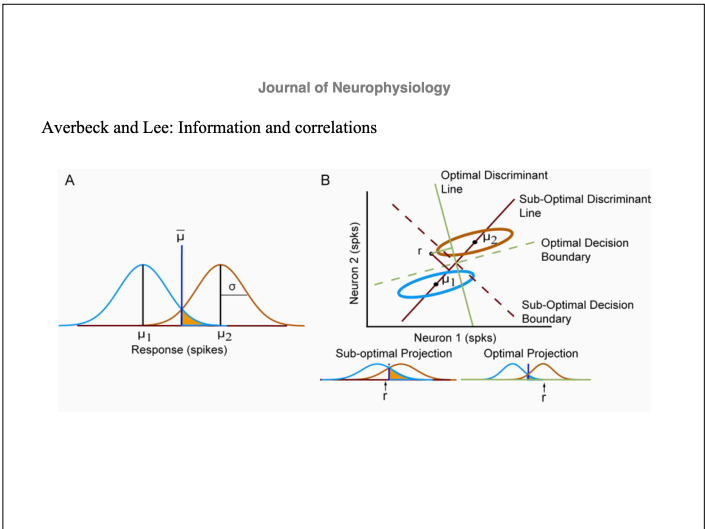 Journal of Neurophysiology
Averbeck and Lee: Information and correlations
A
μ̅
σ
μ1
μ2
Response (spikes)
B
Optimal Discriminant
Line
Sub-Optimal Discriminant
Line
μ2
r
Optimal Decision
Boundary
μ1
Sub-Optimal Decision
Boundary
Neuron 2 (spks)
Neuron 1 (spks)
Sub-optimal Projection
r
Optimal Projection
r